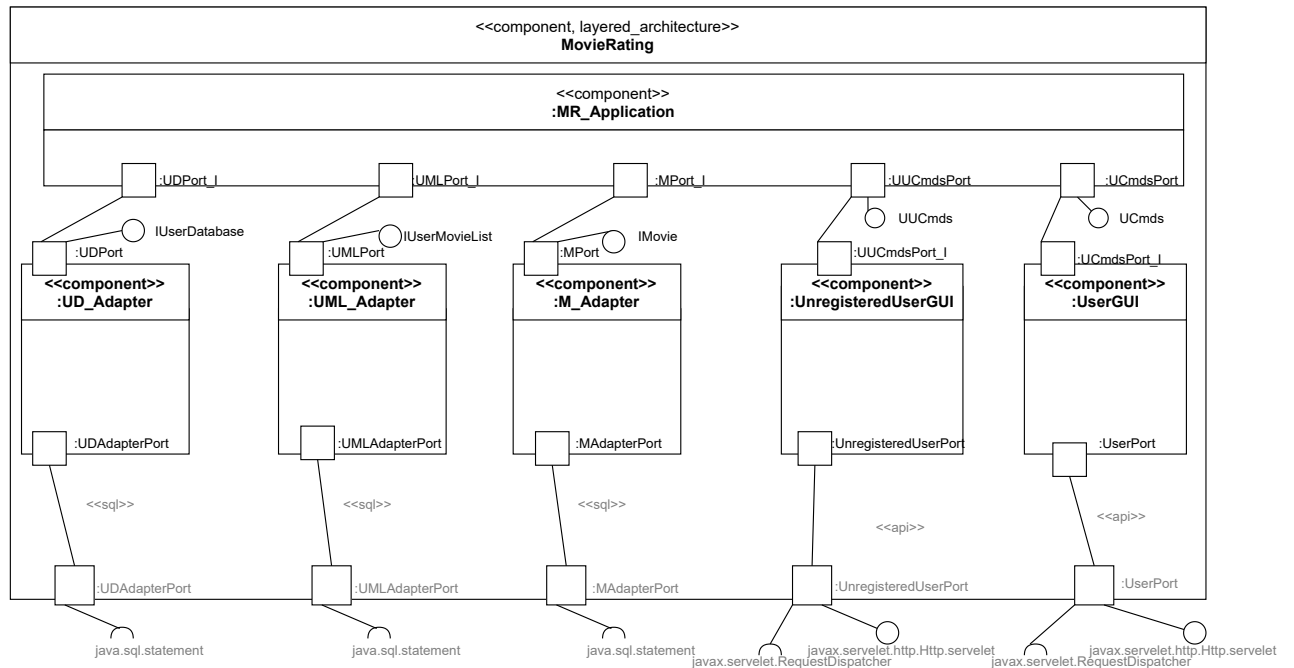 <<component, layered_architecture>>
MovieRating
<<component>>
:MR_Application
:UDPort_I
:UMLPort_I
:MPort_I
:UUCmdsPort
:UCmdsPort
IUserDatabase
IUserMovieList
IMovie
UUCmds
UCmds
:UDPort
:UMLPort
:MPort
:UUCmdsPort_I
:UCmdsPort_I
<<component>>
:UD_Adapter
<<component>>
:UML_Adapter
<<component>>
:M_Adapter
<<component>>
:UnregisteredUserGUI
<<component>>
:UserGUI
:UDAdapterPort
:UMLAdapterPort
:MAdapterPort
:UnregisteredUserPort
:UserPort
<<sql>>
<<sql>>
<<sql>>
<<api>>
<<api>>
:UDAdapterPort
:UMLAdapterPort
:MAdapterPort
:UnregisteredUserPort
:UserPort
java.sql.statement
java.sql.statement
java.sql.statement
javax.servelet.http.Http.servelet
javax.servelet.RequestDispatcher
javax.servelet.http.Http.servelet
javax.servelet.RequestDispatcher